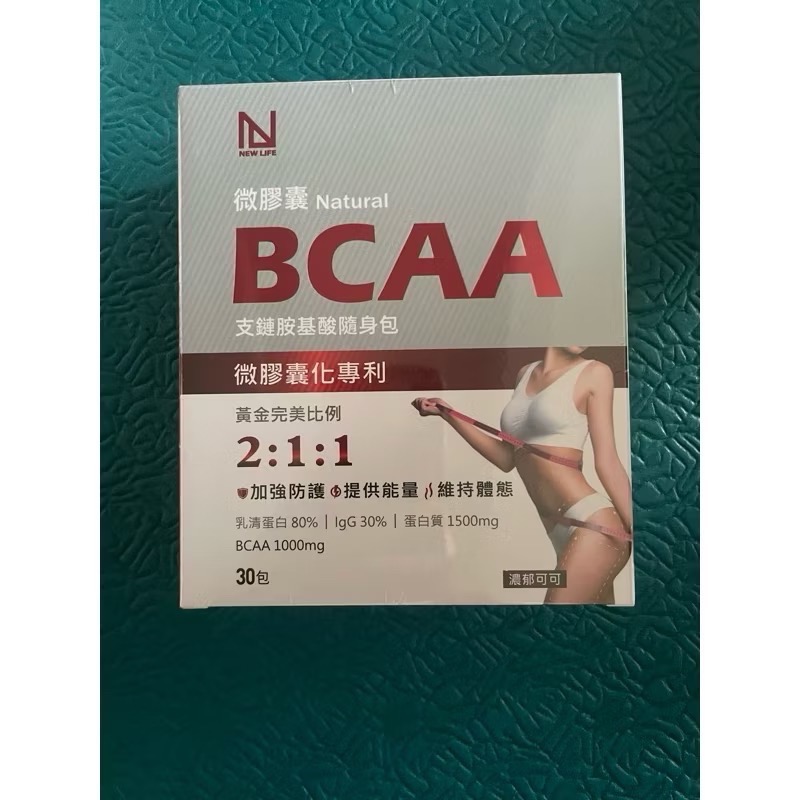 NEW LIFE
微膠囊 Natural
BCAA
支鏈胺基酸隨身包
微膠囊化專利
黃金完美比例
2:1:1
加強防護 提供能量 維持體態
乳清蛋白 80% | IgG 30% | 蛋白質 1500mg
BCAA 1000mg
30包
濃郁可可